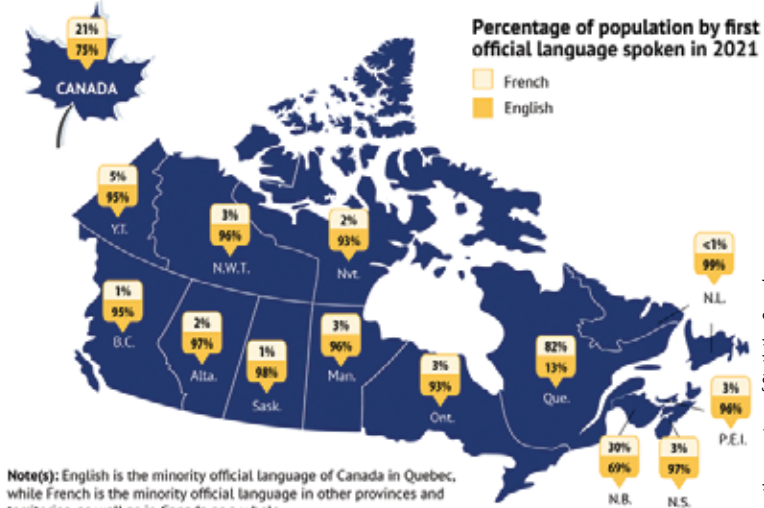 Percentage of population by first
official language spoken in 2021
French
English
21%
75%
CANADA
5%
95%
Y.T.
3%
96%
N.W.T.
2%
93%
Nvt.
<1%
99%
N.L.
1%
95%
B.C.
2%
97%
Alta.
1%
98%
Sask.
3%
96%
Man.
3%
93%
Ont.
82%
13%
Que.
3%
96%
P.E.I.
30%
69%
N.B.
3%
97%
N.S.
Note(s): English is the minority official language of Canada in Quebec,
while French is the minority official language in other provinces and